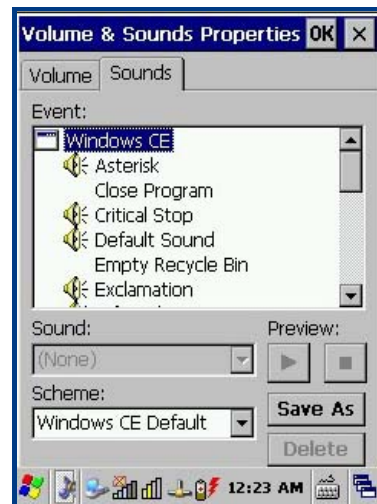 Volume & Sounds Properties OK ×
Volume Sounds
Event:
Windows CE
Asterisk
Close Program
Critical Stop
Default Sound
Empty Recycle Bin
Exclamation
Sound: Preview:
(None)
Scheme:
Windows CE Default Save As
Delete
12:23 AM